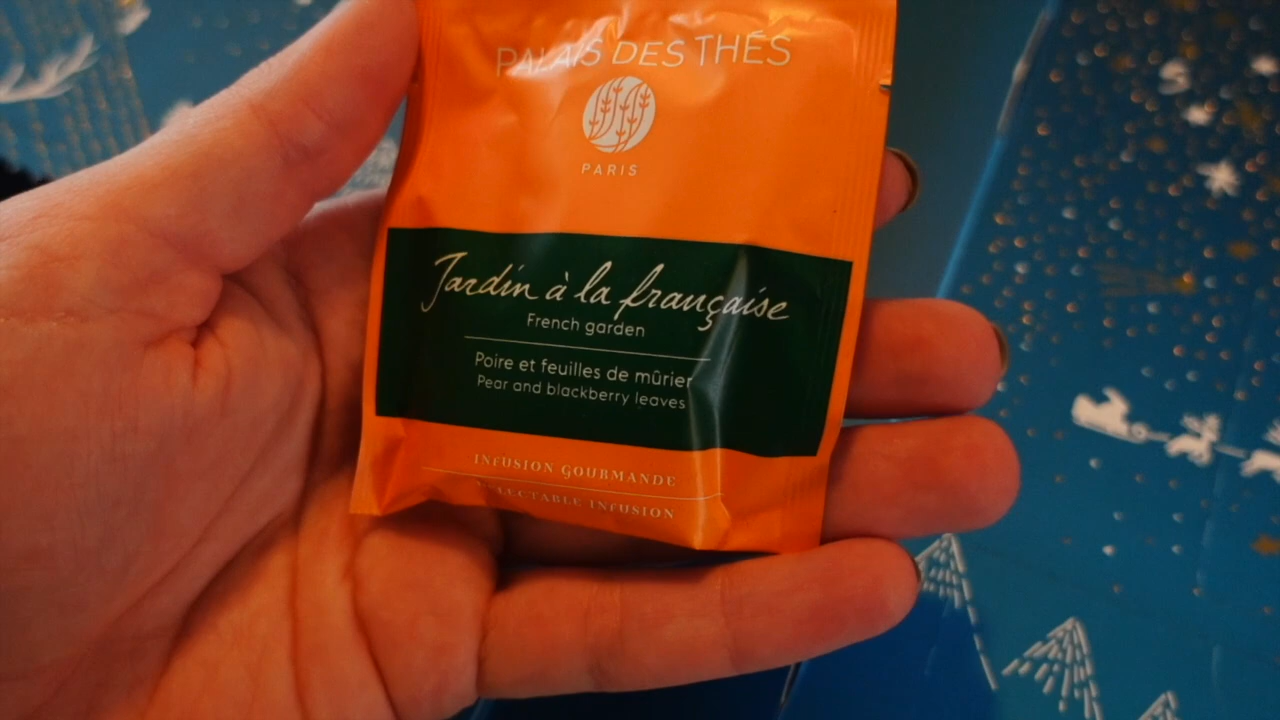 PALAIS DES THÉS
PARIS
Jardin à la française
French garden
Poire et feuilles de mûrier
Pear and blackberry leaves
INFUSION GOURMANDE
DELECTABLE INFUSION